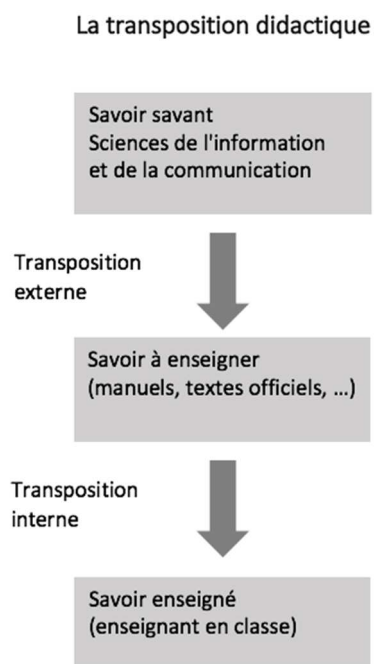 La transposition didactique
Savoir savant
Sciences de l'information
et de la communication
Transposition
externe
Savoir à enseigner
(manuels, textes officiels, ...)
Transposition
interne
Savoir enseigné
(enseignant en classe)